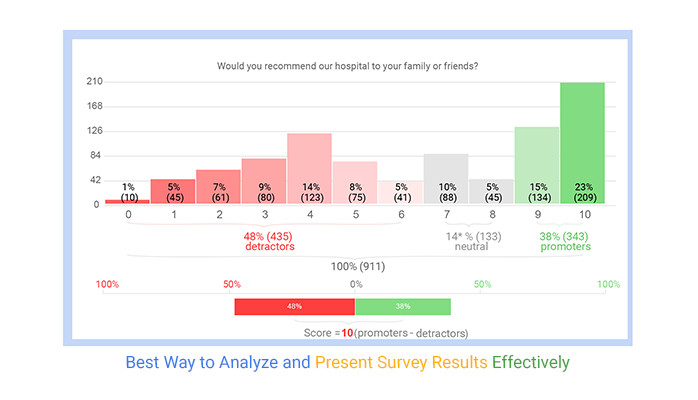 Would you recommend our hospital to your family or friends?
210
168
126
84
42
0
1% 5% 7% 9% 14% 8% 5% 10% 5% 15% 23%
(10) (45) (61) (80) (123) (75) (41) (88) (45) (134) (209)
0 1 2 3 4 5 6 7 8 9 10
48% (435) 14* % (133) 38% (343)
detractors neutral promoters
100% (911)
100% 50% 0% 50% 100%
48% 38%
Score =10(promoters - detractors)
Best Way to Analyze and Present Survey Results Effectively